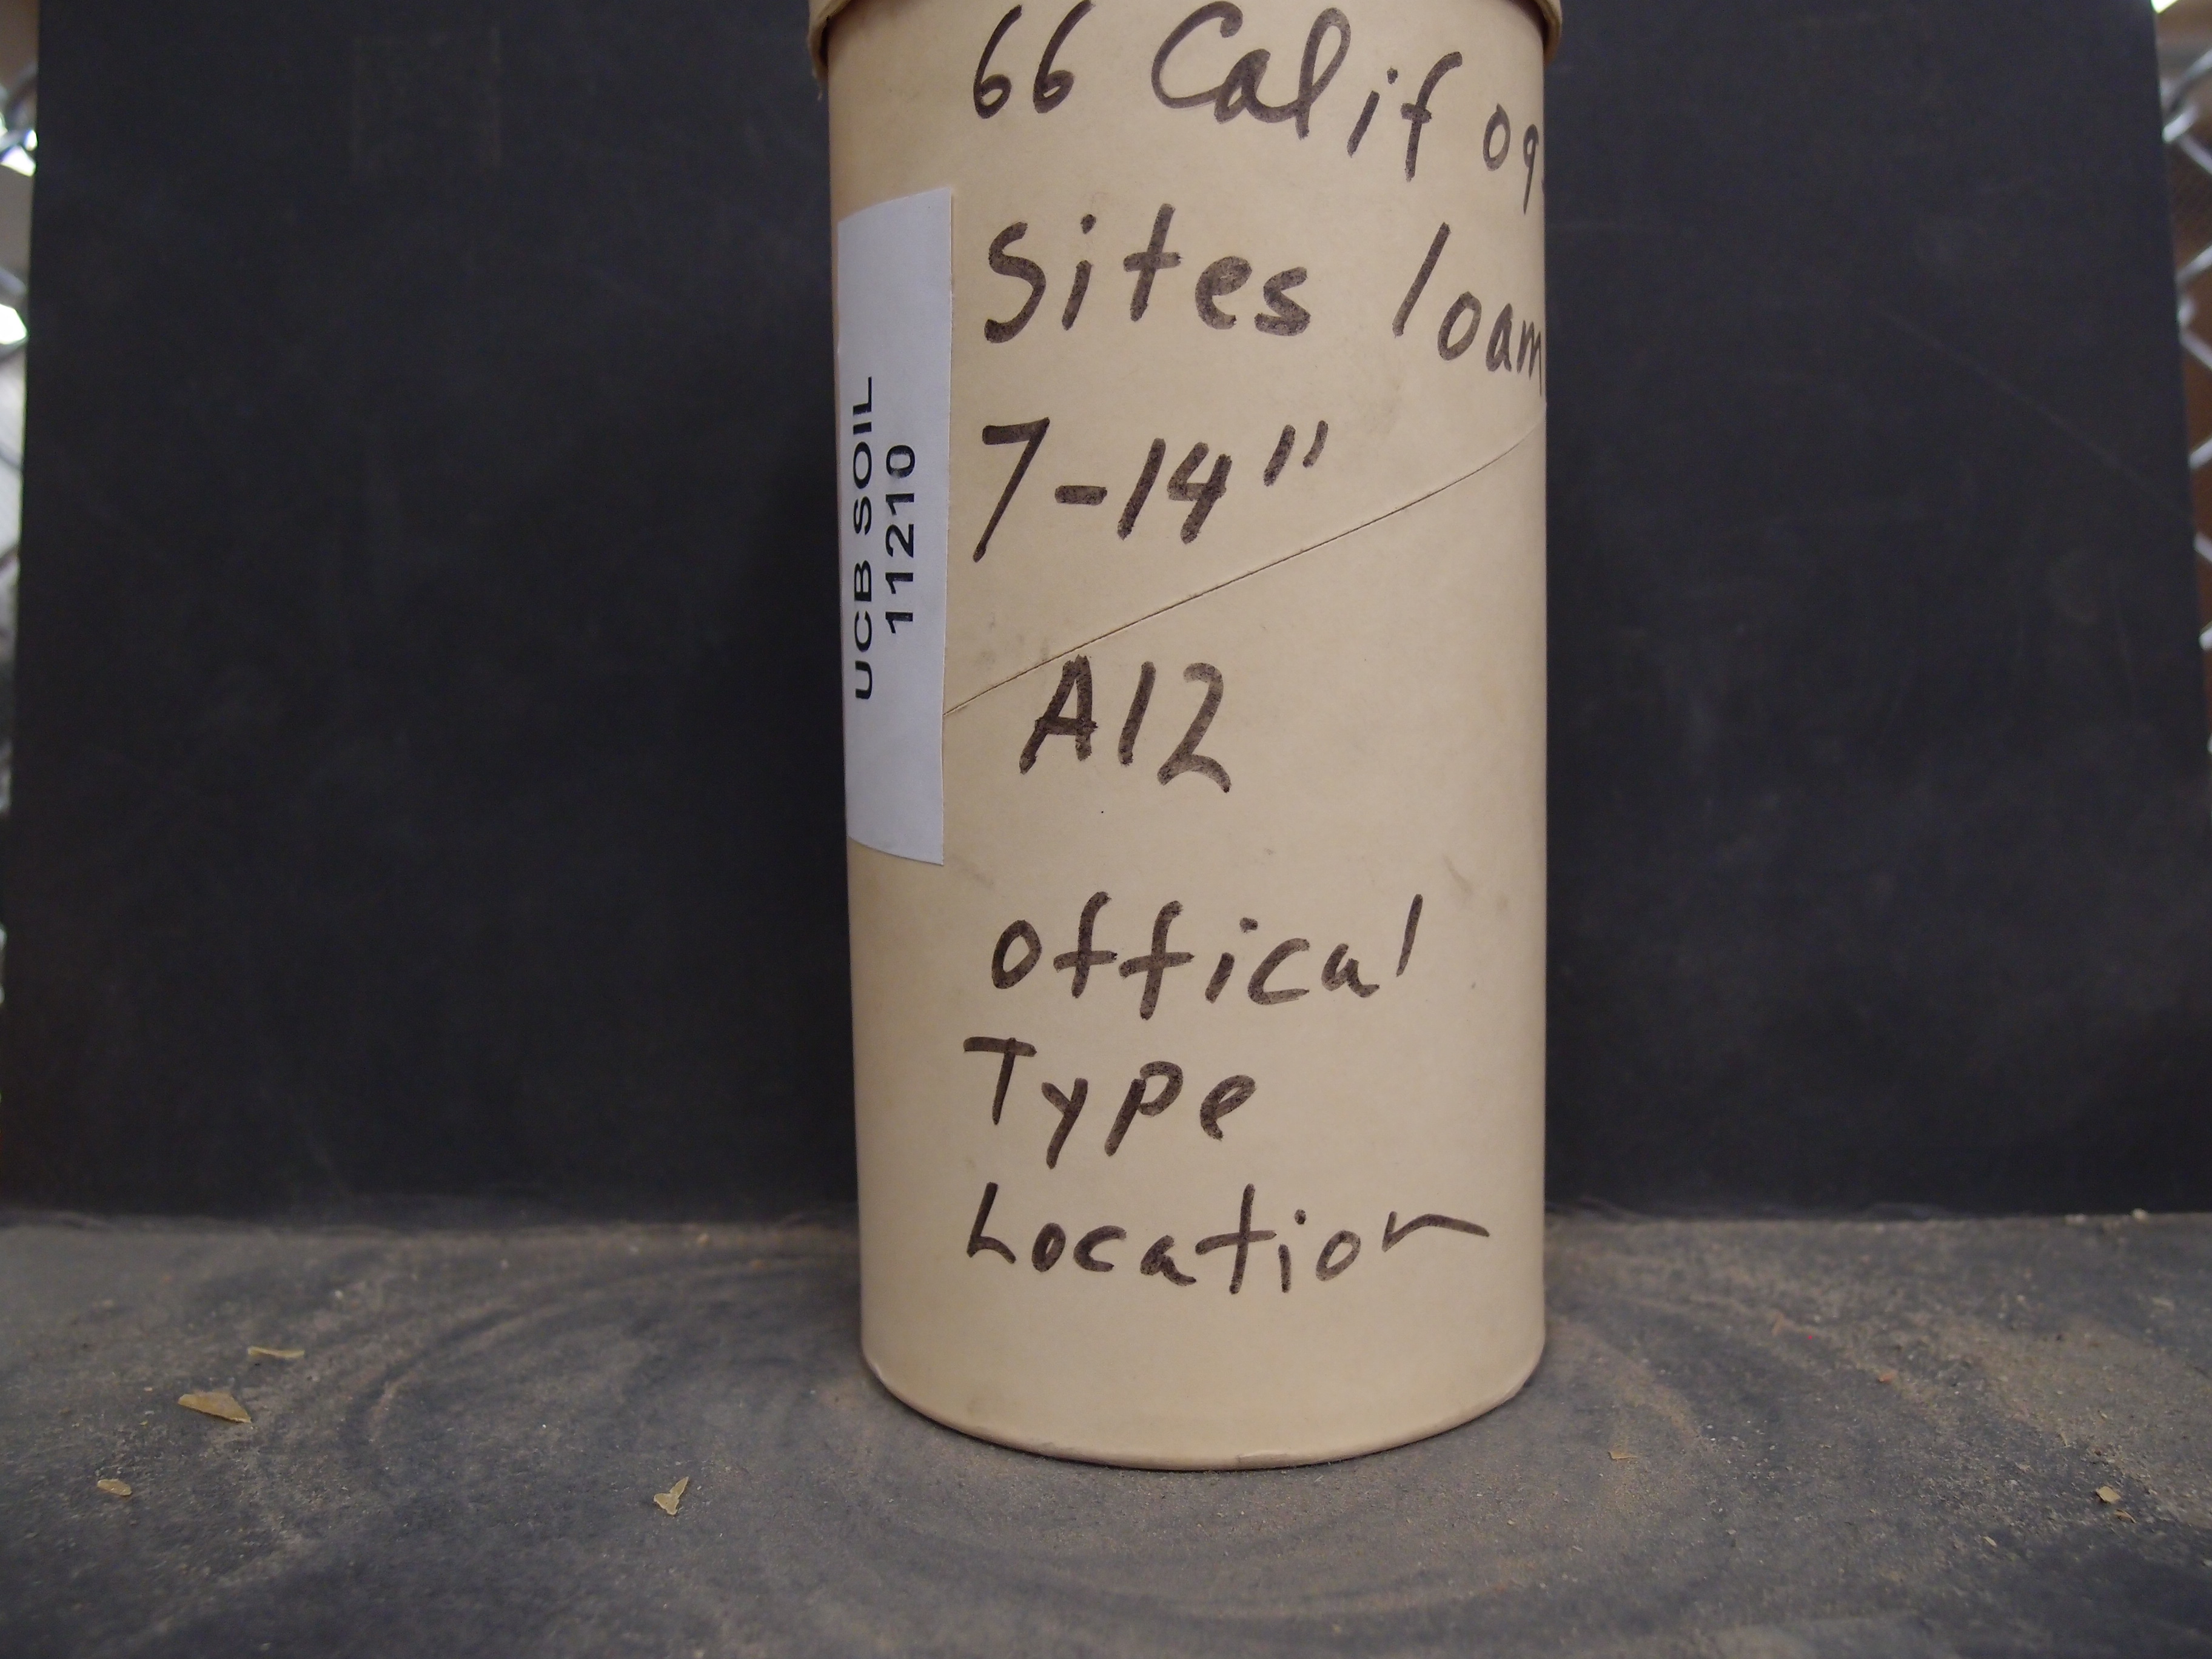 66 Calif 09
Sites loam
7-14"
A12
offical
Type
Location
UCB SOIL
11210